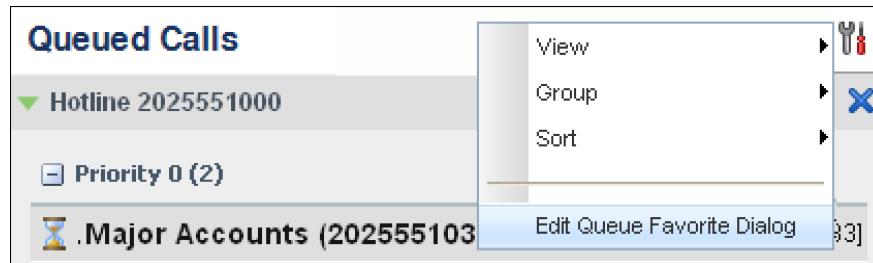 Queued Calls
View
Hotline 2025551000
Group
Sort
Priority 0 (2)
Edit Queue Favorite Dialog
.Major Accounts (202555103
93]